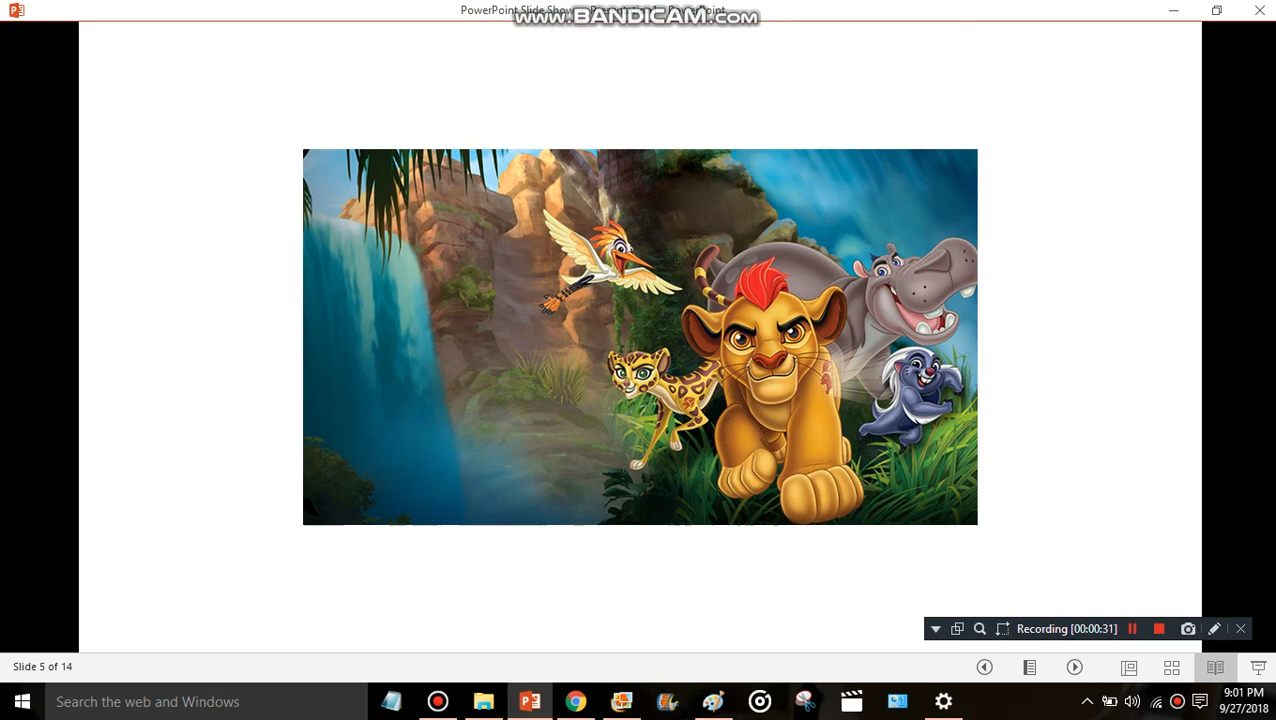 PowerPoint Slide Show
PowerPoint
www.BANDICAM.com
Recording [00:00:31]
Slide 5 of 14
Search the web and Windows
9:01 PM
9/27/2018